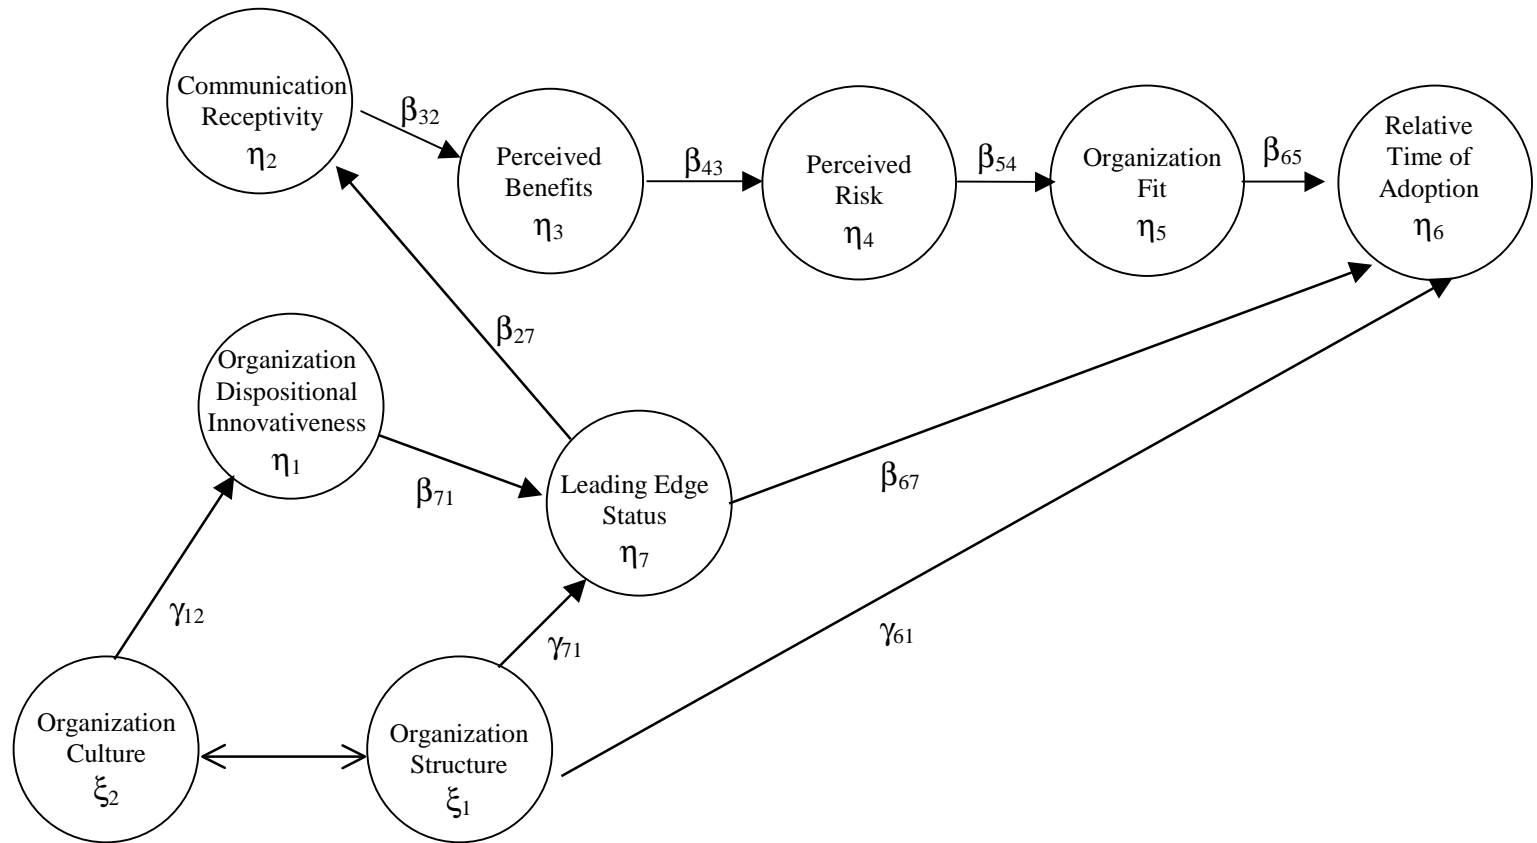 Communication
Receptivity
η2
β32
Perceived
Benefits
η3
β43
Perceived
Risk
η4
β54
Organization
Fit
η5
β65
Relative
Time of
Adoption
η6
β27
Organization
Dispositional
Innovativeness
η1
β71
Leading Edge
Status
η7
β67
γ12
γ71
γ61
Organization
Culture
ξ2
Organization
Structure
ξ1